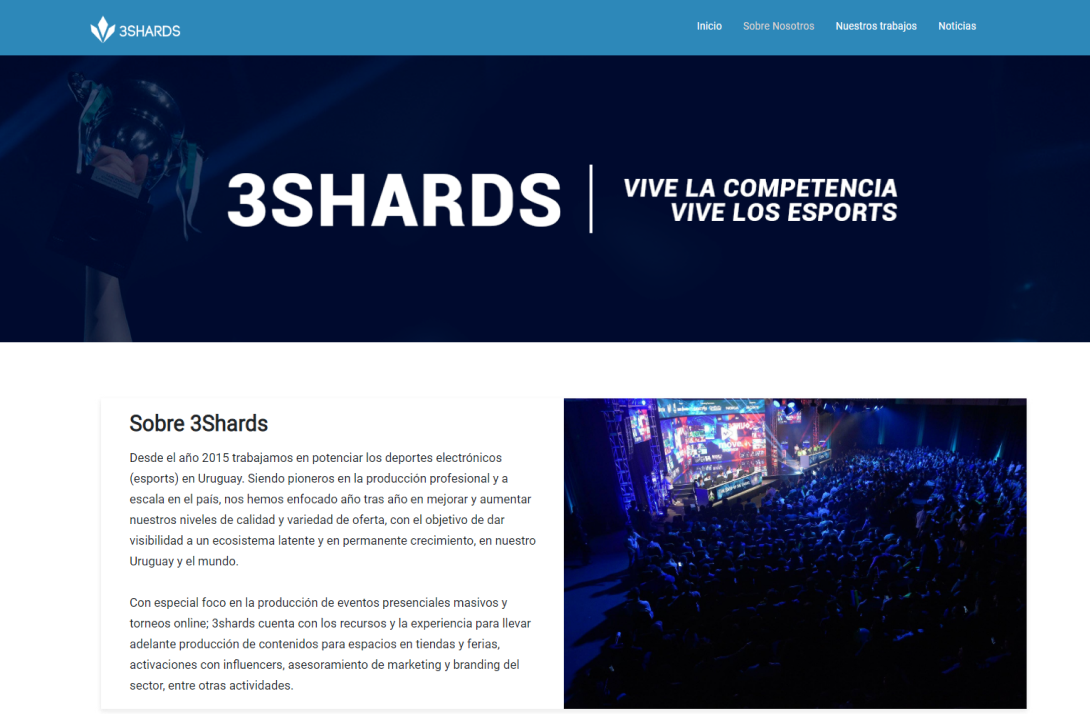 3SHARDS
Inicio
Sobre Nosotros
Nuestros trabajos
Noticias
3SHARDS
VIVE LA COMPETENCIA
VIVE LOS ESPORTS
Sobre 3Shards
Desde el año 2015 trabajamos en potenciar los deportes electrónicos
(esports) en Uruguay. Siendo pioneros en la producción profesional y a
escala en el país, nos hemos enfocado año tras año en mejorar y aumentar
nuestros niveles de calidad y variedad de oferta, con el objetivo de dar
visibilidad a un ecosistema latente y en permanente crecimiento, en nuestro
Uruguay y el mundo.
Con especial foco en la producción de eventos presenciales masivos y
torneos online; 3shards cuenta con los recursos y la experiencia para llevar
adelante producción de contenidos para espacios en tiendas y ferias,
activaciones con influencers, asesoramiento de marketing y branding del
sector, entre otras actividades.